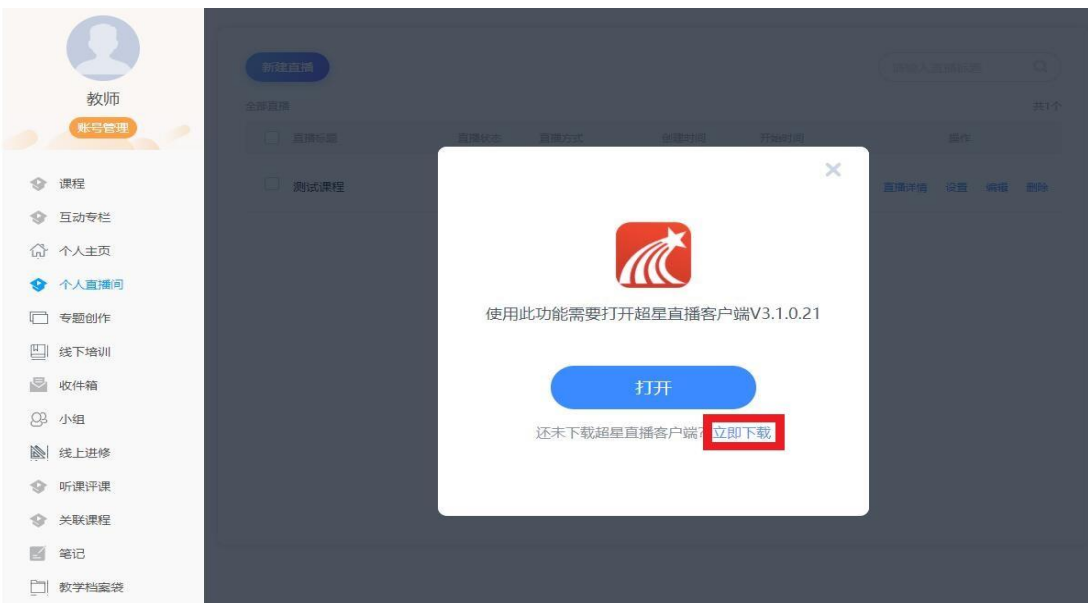 教师
账号管理
课程
互动专栏
个人主页
个人直播间
专题创作
线下培训
收件箱
小组
线上进修
听课评课
关联课程
笔记
教学档案袋
新建直播
全部直播
共1个
直播标题 直播状态 直播方式 创建时间 开始时间 操作
测试课程
直播详情 设置 编辑 删除
使用此功能需要打开超星直播客户端V3.1.0.21
打开
还未下载超星直播客户端? 立即下载